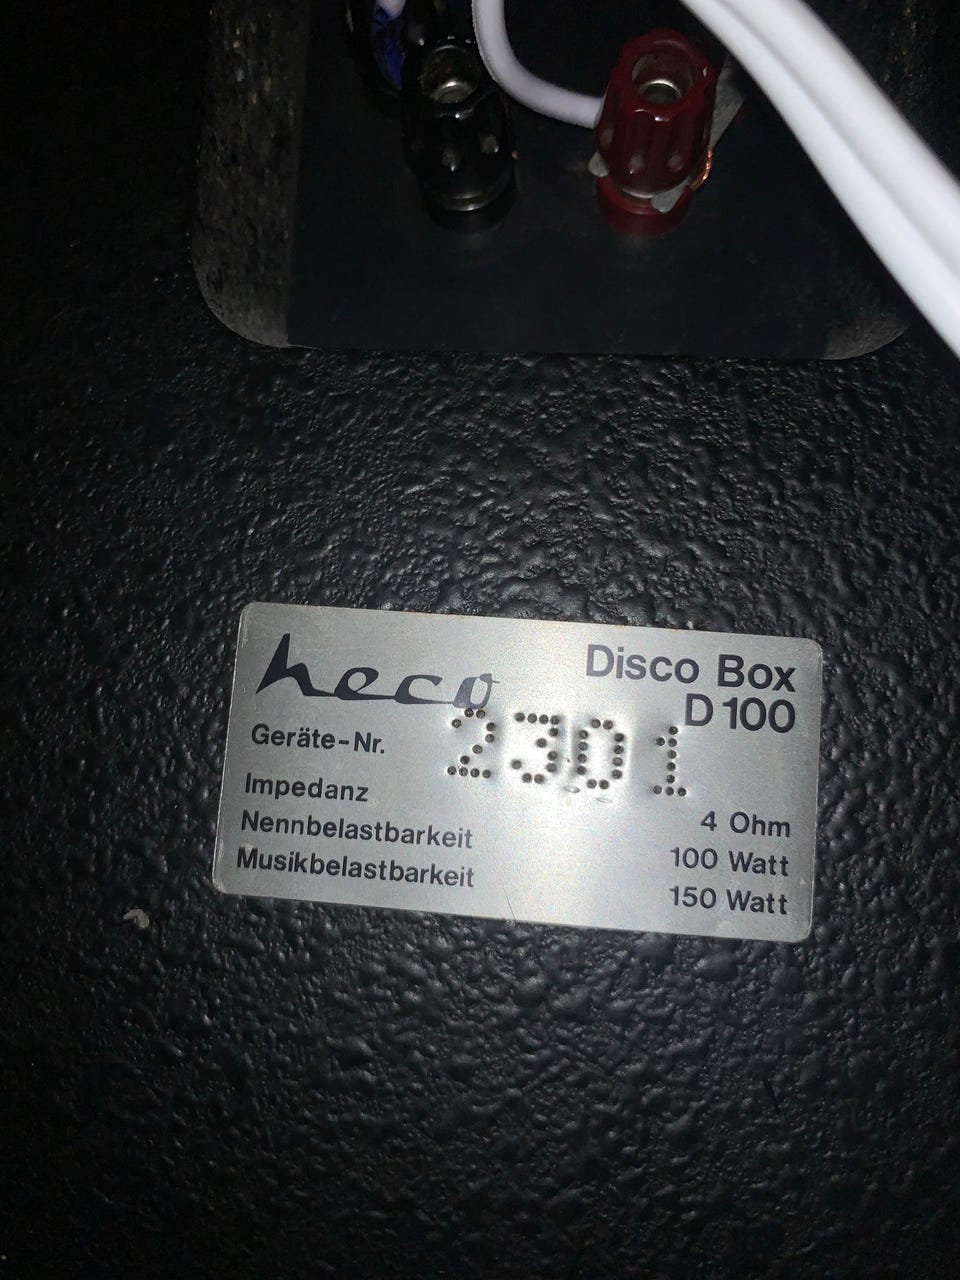 heco
Disco Box
D 100
Geräte-Nr. 2301
Impedanz 4 Ohm
Nennbelastbarkeit 100 Watt
Musikbelastbarkeit 150 Watt